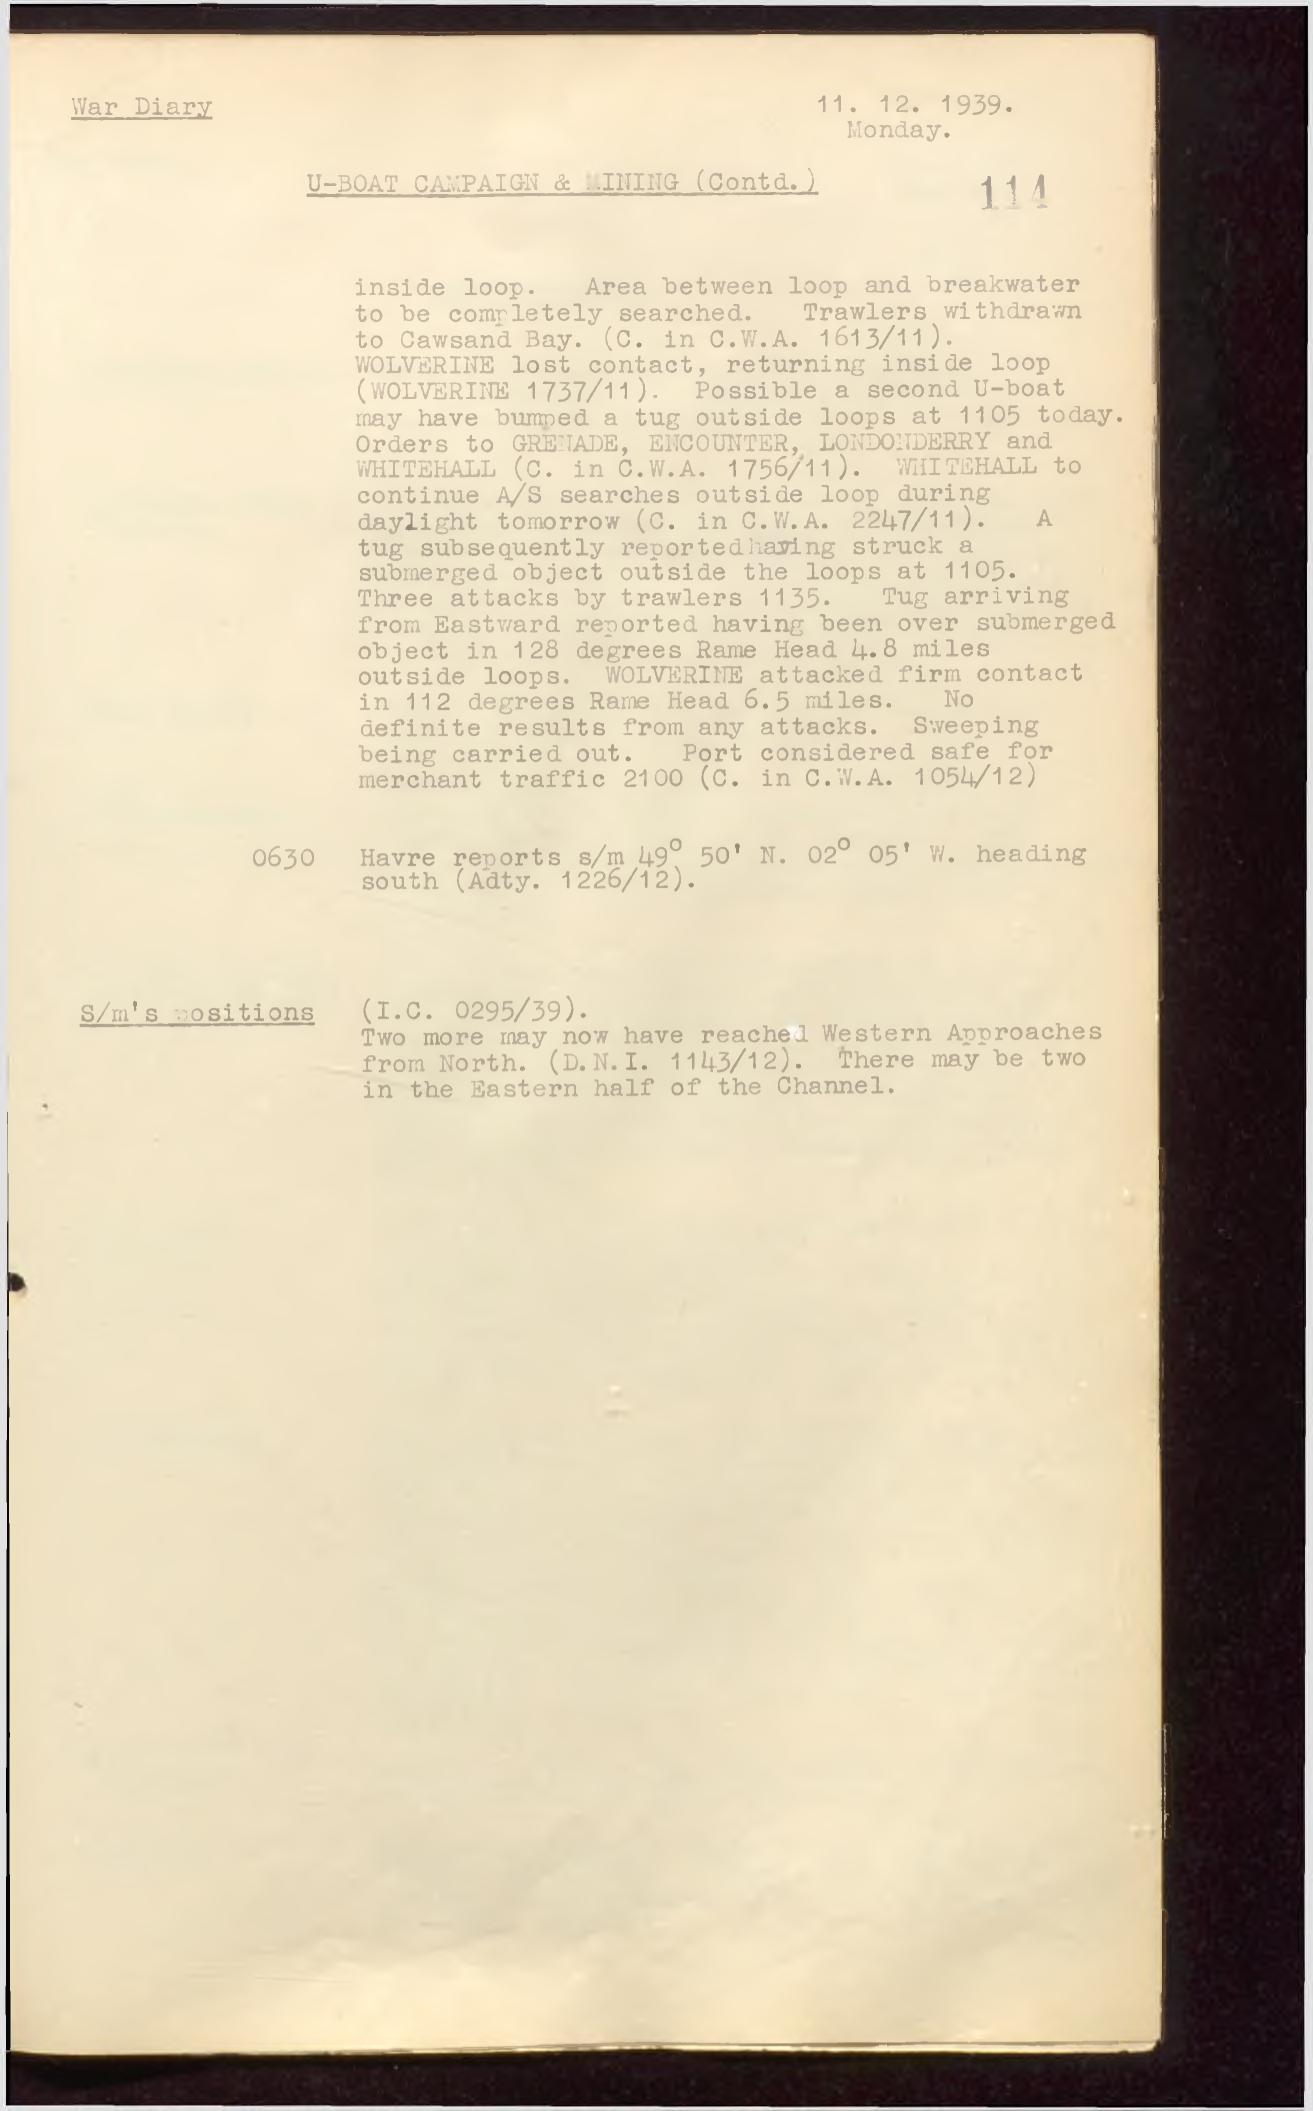 War Diary
11. 12. 1939.
Monday.
U-BOAT CAMPAIGN & MINING (Contd.)
114
inside loop. Area between loop and breakwater
to be completely searched. Trawlers withdrawn
to Cawsand Bay. (C. in C.W.A. 1613/11).
WOLVERINE lost contact, returning inside loop
(WOLVERINE 1737/11). Possible a second U-boat
may have bumped a tug outside loops at 1105 today.
Orders to GRENADE, ENCOUNTER, LONDONDERRY and
WHITEHALL (C. in C.W.A. 1756/11). WHITEHALL to
continue A/S searches outside loop during
daylight tomorrow (C. in C.W.A. 2247/11). A
tug subsequently reported having struck a
submerged object outside the loops at 1105.
Three attacks by trawlers 1135. Tug arriving
from Eastward reported having been over submerged
object in 128 degrees Rame Head 4.8 miles
outside loops. WOLVERINE attacked firm contact
in 112 degrees Rame Head 6.5 miles. No
definite results from any attacks. Sweeping
being carried out. Port considered safe for
merchant traffic 2100 (C. in C.W.A. 1054/12)
0630 Havre reports s/m 49° 50' N. 02° 05' W. heading
south (Adty. 1226/12).
S/m's positions (I.C. 0295/39).
Two more may now have reached Western Approaches
from North. (D.N.I. 1143/12). There may be two
in the Eastern half of the Channel.